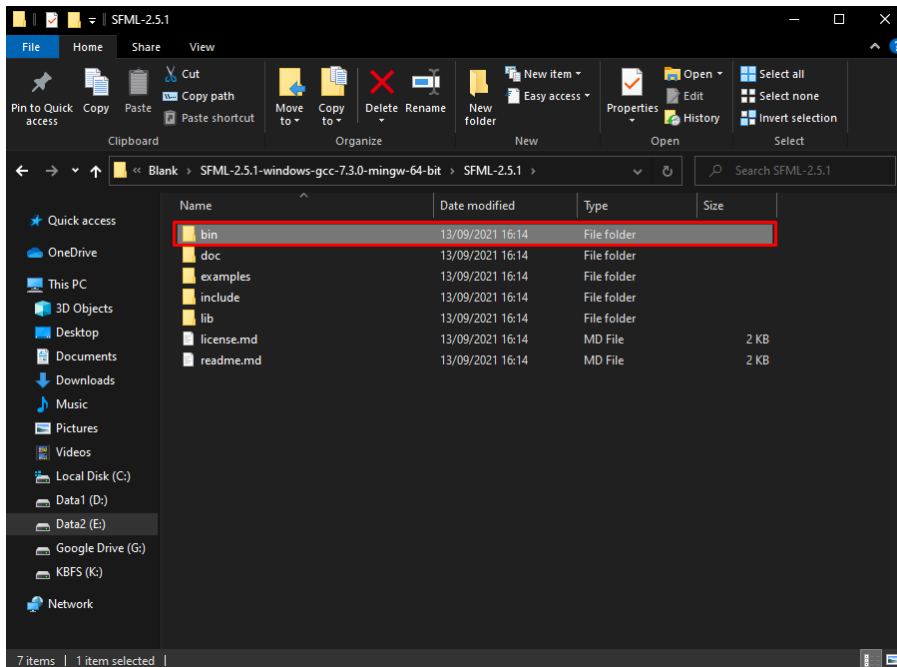 SFML-2.5.1
File Home Share View
Pin to Quick access
Copy
Paste
Cut
Copy path
Paste shortcut
Clipboard
Move to
Copy to
Delete
Rename
Organize
New folder
New item
Easy access
New
Properties
Open
Edit
History
Open
Select all
Select none
Invert selection
Select
« Blank > SFML-2.5.1-windows-gcc-7.3.0-mingw-64-bit > SFML-2.5.1 >
Search SFML-2.5.1
Quick access
OneDrive
This PC
3D Objects
Desktop
Documents
Downloads
Music
Pictures
Videos
Local Disk (C:)
Data1 (D:)
Data2 (E:)
Google Drive (G:)
KBFS (K:)
Network
Name Date modified Type Size
bin 13/09/2021 16:14 File folder
doc 13/09/2021 16:14 File folder
examples 13/09/2021 16:14 File folder
include 13/09/2021 16:14 File folder
lib 13/09/2021 16:14 File folder
license.md 13/09/2021 16:14 MD File 2 KB
readme.md 13/09/2021 16:14 MD File 2 KB
7 items 1 item selected